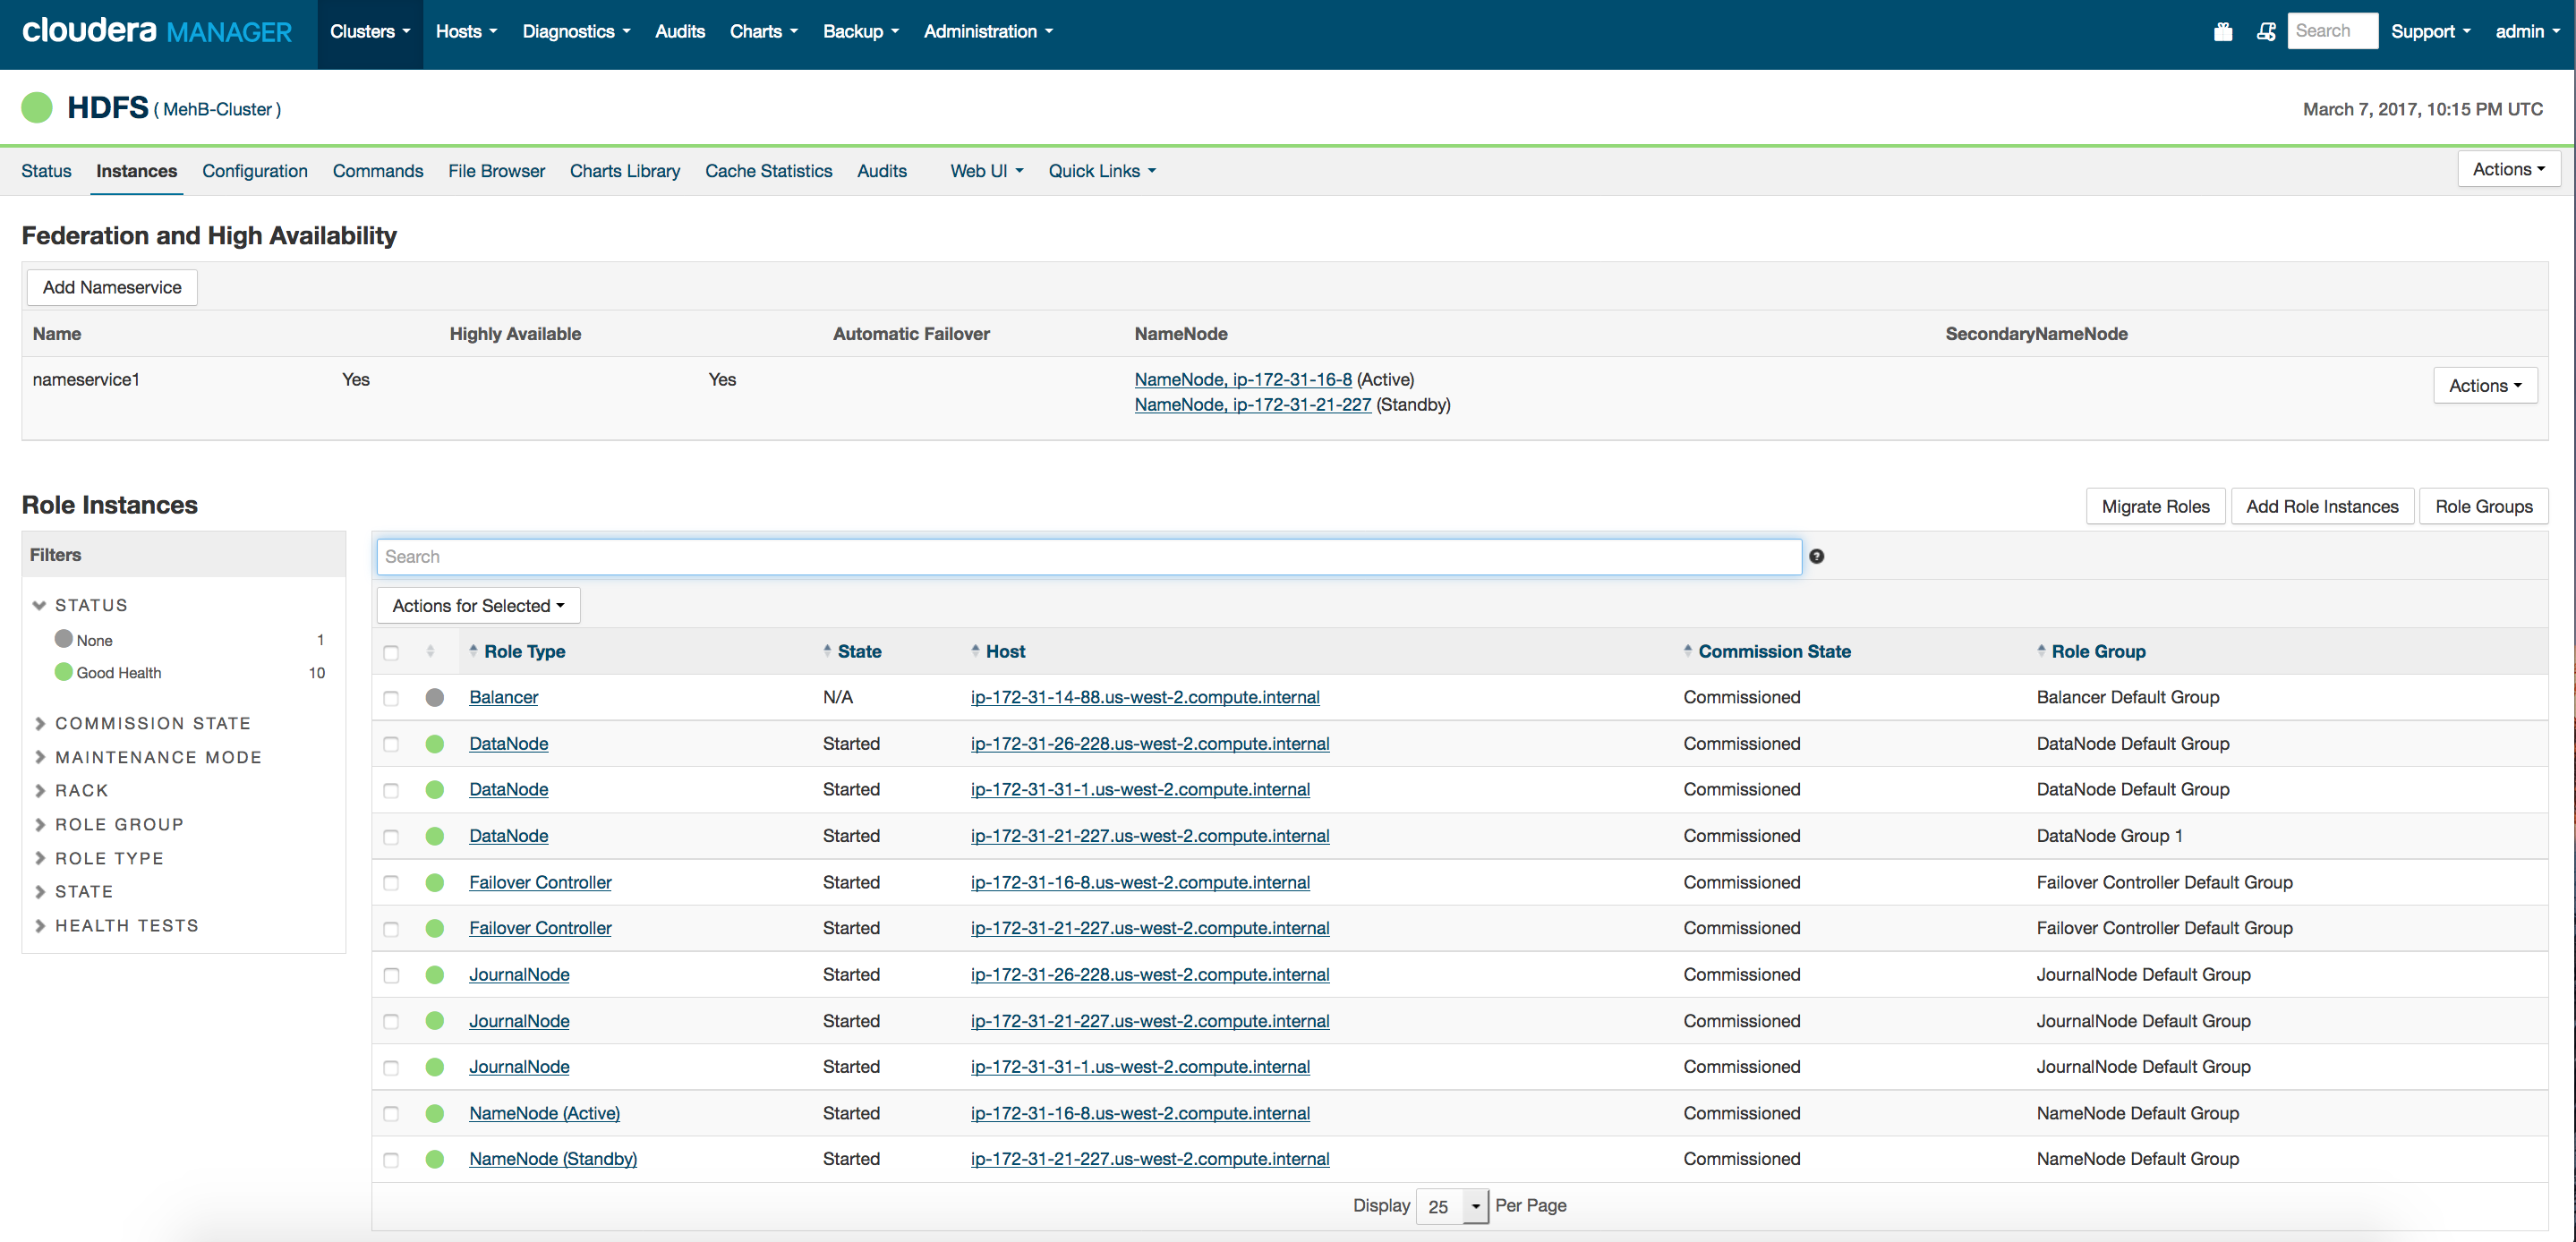 cloudera MANAGER Clusters Hosts Diagnostics Audits Charts Backup Administration Search Support admin
HDFS ( MehB-Cluster ) March 7, 2017, 10:15 PM UTC
Status Instances Configuration Commands File Browser Charts Library Cache Statistics Audits Web UI Quick Links Actions
Federation and High Availability
Add Nameservice
Name Highly Available Automatic Failover NameNode SecondaryNameNode
nameservice1 Yes Yes NameNode, ip-172-31-16-8 (Active) Actions
NameNode, ip-172-31-21-227 (Standby)
Role Instances Migrate Roles Add Role Instances Role Groups
Filters
STATUS
None 1
Good Health 10
COMMISSION STATE
MAINTENANCE MODE
RACK
ROLE GROUP
ROLE TYPE
STATE
HEALTH TESTS
Search ?
Actions for Selected
Role Type State Host Commission State Role Group
Balancer N/A ip-172-31-14-88.us-west-2.compute.internal Commissioned Balancer Default Group
DataNode Started ip-172-31-26-228.us-west-2.compute.internal Commissioned DataNode Default Group
DataNode Started ip-172-31-31-1.us-west-2.compute.internal Commissioned DataNode Default Group
DataNode Started ip-172-31-21-227.us-west-2.compute.internal Commissioned DataNode Group 1
Failover Controller Started ip-172-31-16-8.us-west-2.compute.internal Commissioned Failover Controller Default Group
Failover Controller Started ip-172-31-21-227.us-west-2.compute.internal Commissioned Failover Controller Default Group
JournalNode Started ip-172-31-26-228.us-west-2.compute.internal Commissioned JournalNode Default Group
JournalNode Started ip-172-31-21-227.us-west-2.compute.internal Commissioned JournalNode Default Group
JournalNode Started ip-172-31-31-1.us-west-2.compute.internal Commissioned JournalNode Default Group
NameNode (Active) Started ip-172-31-16-8.us-west-2.compute.internal Commissioned NameNode Default Group
NameNode (Standby) Started ip-172-31-21-227.us-west-2.compute.internal Commissioned NameNode Default Group
Display 25 Per Page